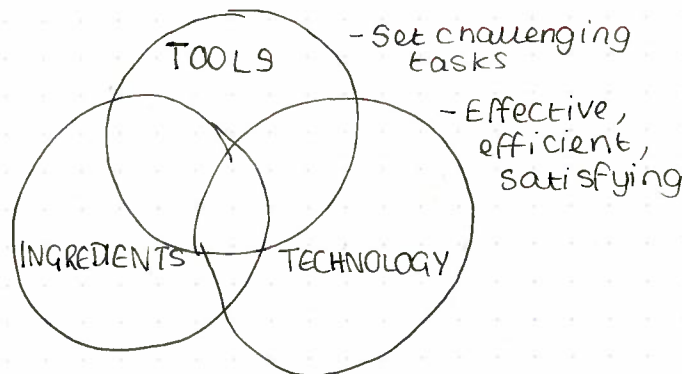 TOOLS
- Set challenging
tasks
- Effective,
efficient,
satisfying
INGREDIENTS
TECHNOLOGY